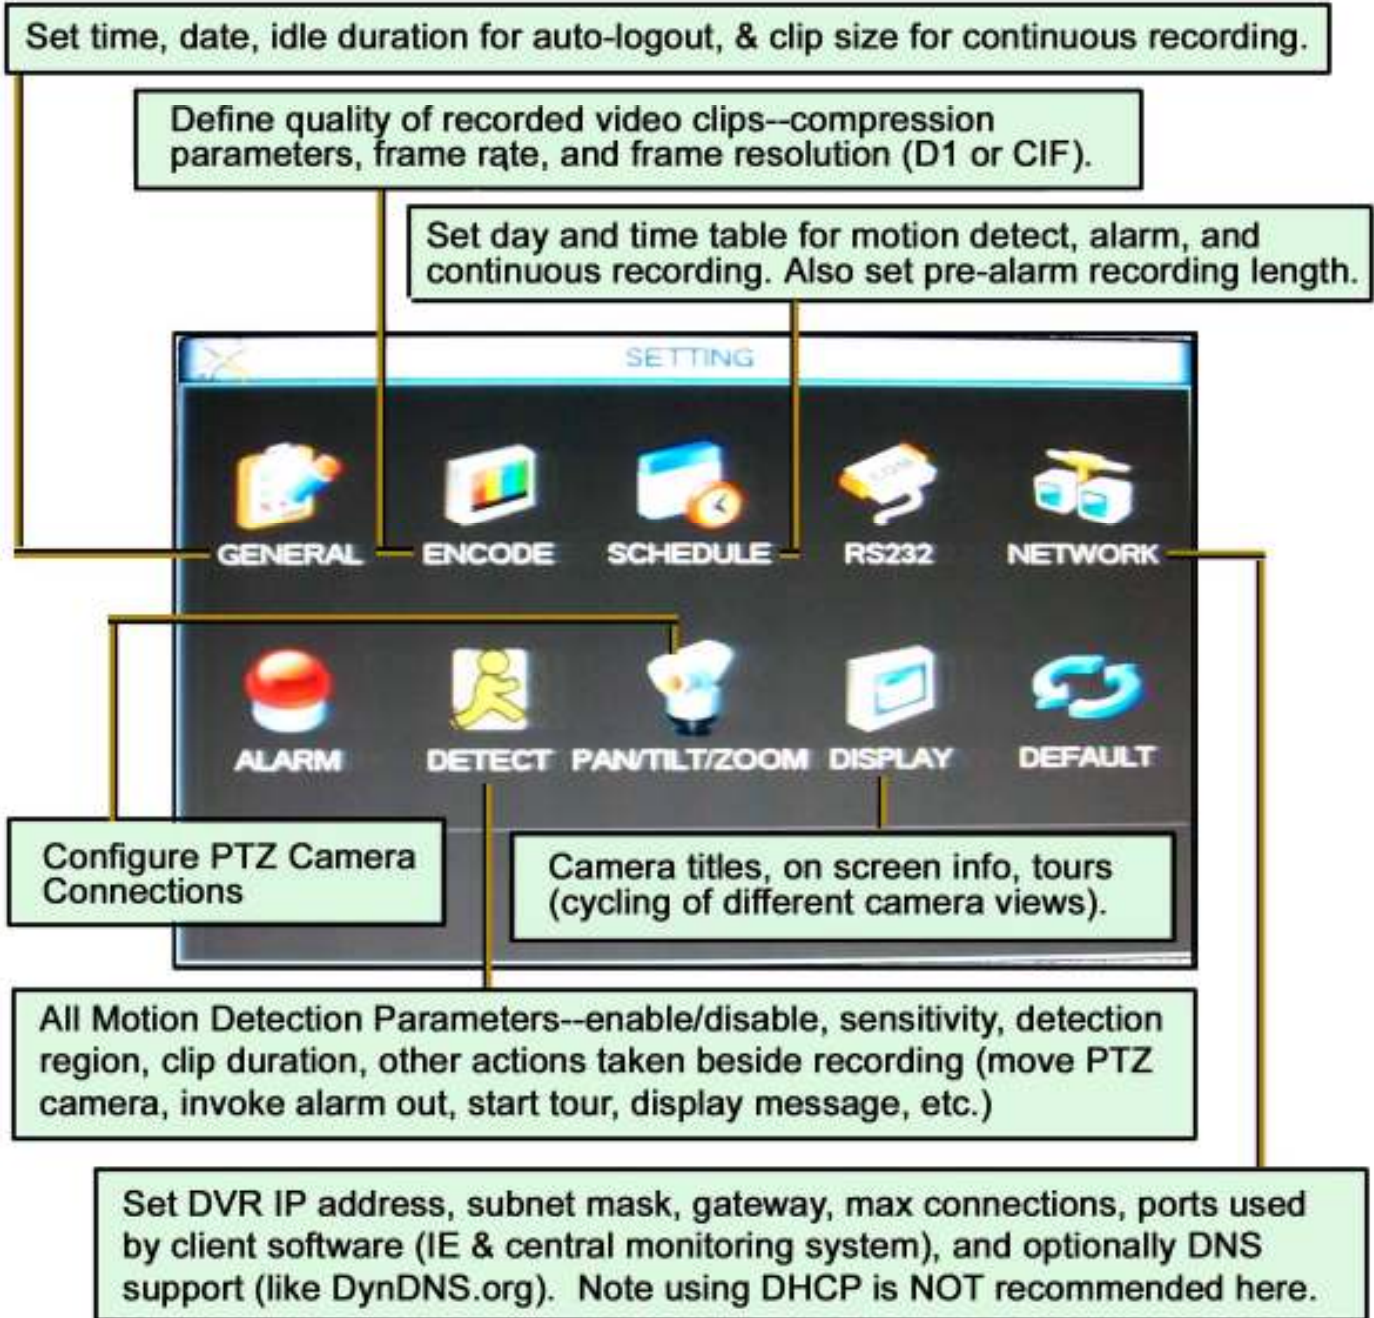 Set time, date, idle duration for auto-logout, & clip size for continuous recording.
Define quality of recorded video clips--compression
parameters, frame rate, and frame resolution (D1 or CIF).
Set day and time table for motion detect, alarm, and
continuous recording. Also set pre-alarm recording length.
SETTING
GENERAL ENCODE SCHEDULE RS232 NETWORK
ALARM DETECT PAN/TILT/ZOOM DISPLAY DEFAULT
Configure PTZ Camera
Connections
Camera titles, on screen info, tours
(cycling of different camera views).
All Motion Detection Parameters--enable/disable, sensitivity, detection
region, clip duration, other actions taken beside recording (move PTZ
camera, invoke alarm out, start tour, display message, etc.)
Set DVR IP address, subnet mask, gateway, max connections, ports used
by client software (IE & central monitoring system), and optionally DNS
support (like DynDNS.org).  Note using DHCP is NOT recommended here.